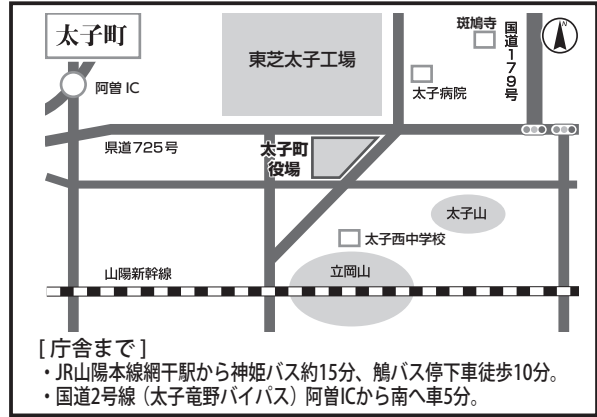 太子町
斑鳩寺
国道179号
N
東芝太子工場
阿曽 IC
太子病院
県道725号
太子町
役場
太子山
太子西中学校
山陽新幹線
立岡山
[ 庁舎まで ]
・JR山陽本線網干駅から神姫バス約15分、鵤バス停下車徒歩10分。
・国道2号線（太子竜野バイパス）阿曽ICから南へ車5分。